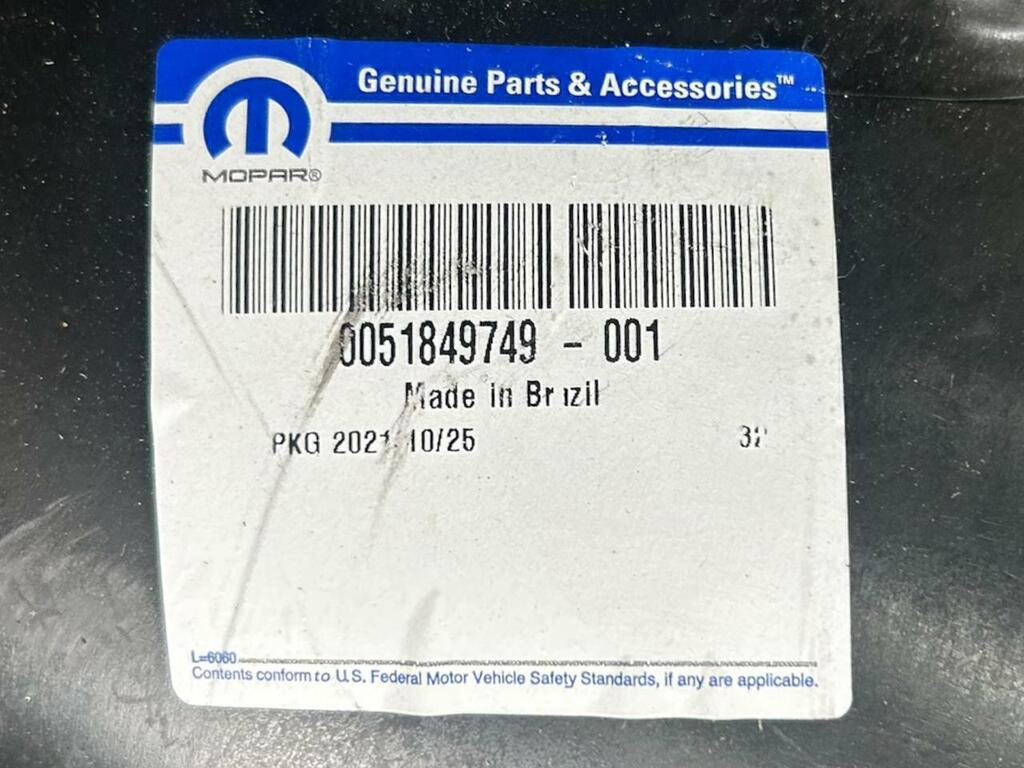 Genuine Parts & Accessories™
MOPAR®
0051849749 - 001
Made in Brazil
PKG 2021/10/25
L=6060
Contents conform to U.S. Federal Motor Vehicle Safety Standards, if any are applicable.